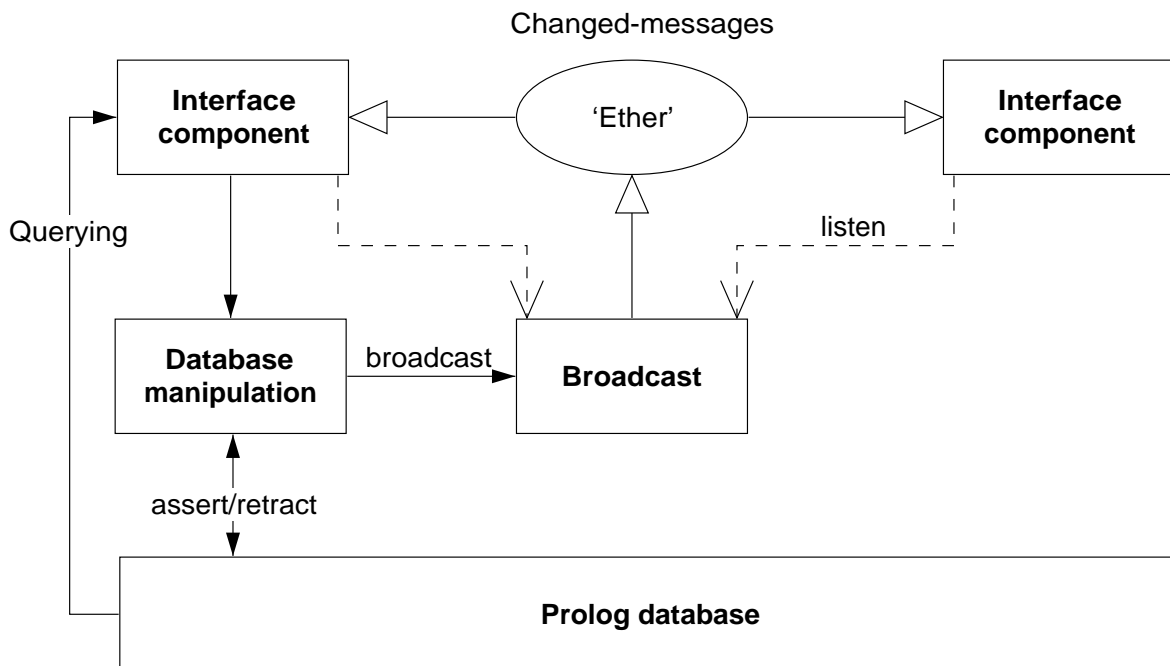 Changed-messages
Interface
component
‘Ether’
Interface
component
Querying
listen
Database
manipulation
broadcast
Broadcast
assert/retract
Prolog database